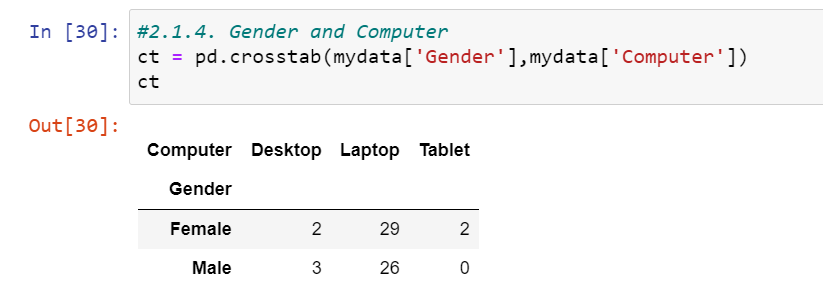 In [30]: #2.1.4. Gender and Computer
ct = pd.crosstab(mydata['Gender'],mydata['Computer'])
ct
Out[30]:
Computer Desktop Laptop Tablet
Gender
Female 2 29 2
Male 3 26 0